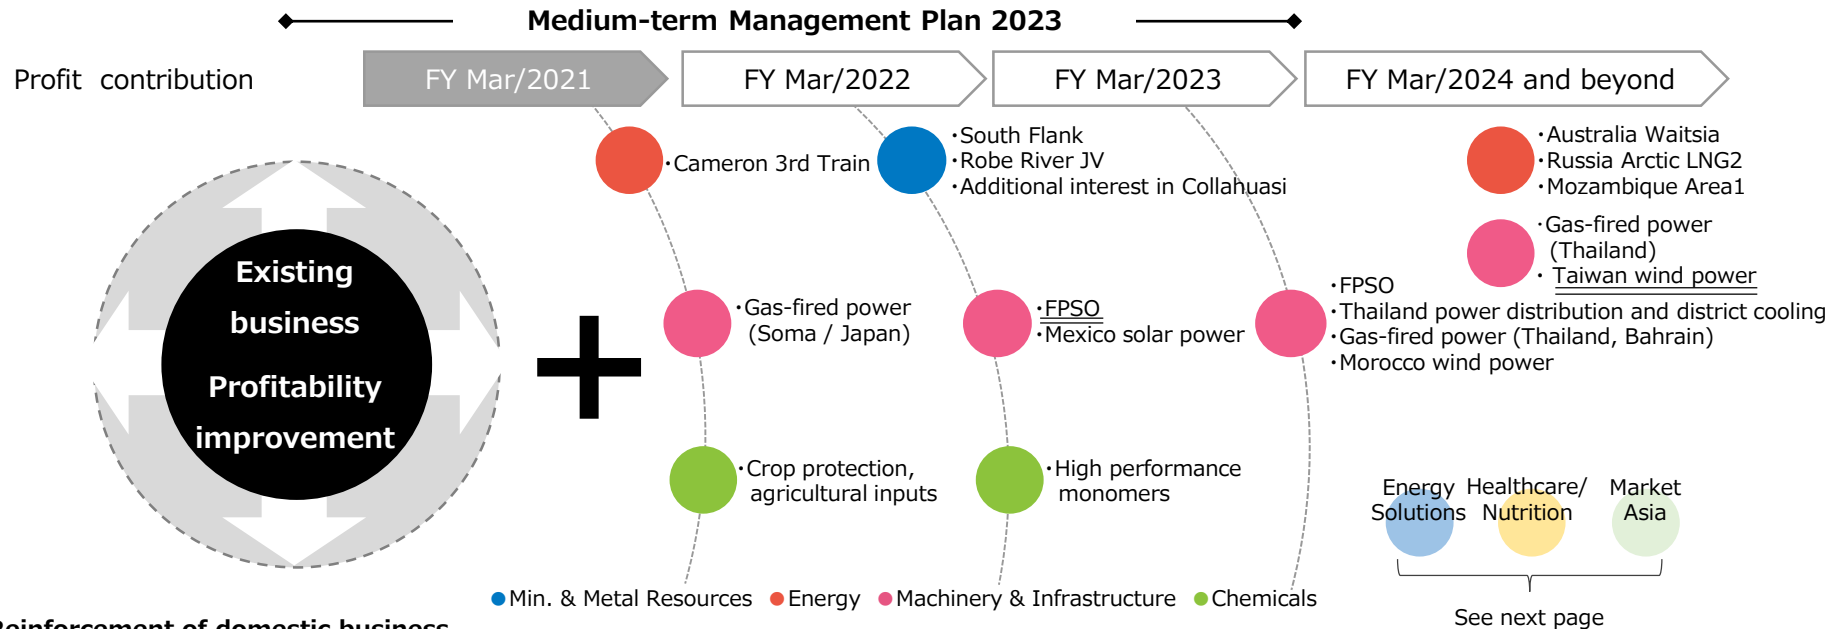 Medium-term Management Plan 2023
Profit contribution
FY Mar/2021
FY Mar/2022
FY Mar/2023
FY Mar/2024 and beyond
・Cameron 3rd Train
・South Flank
・Robe River JV
・Additional interest in Collahuasi
・Australia Waitsia
・Russia Arctic LNG2
・Mozambique Area1
・Gas-fired power
(Thailand)
・Taiwan wind power
Existing
business
Profitability
improvement
・Gas-fired power
(Soma / Japan)
・FPSO
・Mexico solar power
・FPSO
・Thailand power distribution and district cooling
・Gas-fired power (Thailand, Bahrain)
・Morocco wind power
・Crop protection,
agricultural inputs
・High performance
monomers
Energy
Solutions
Healthcare/
Nutrition
Market
Asia
See next page
Min. & Metal Resources
Energy
Machinery & Infrastructure
Chemicals
Reinforcement of domestic business